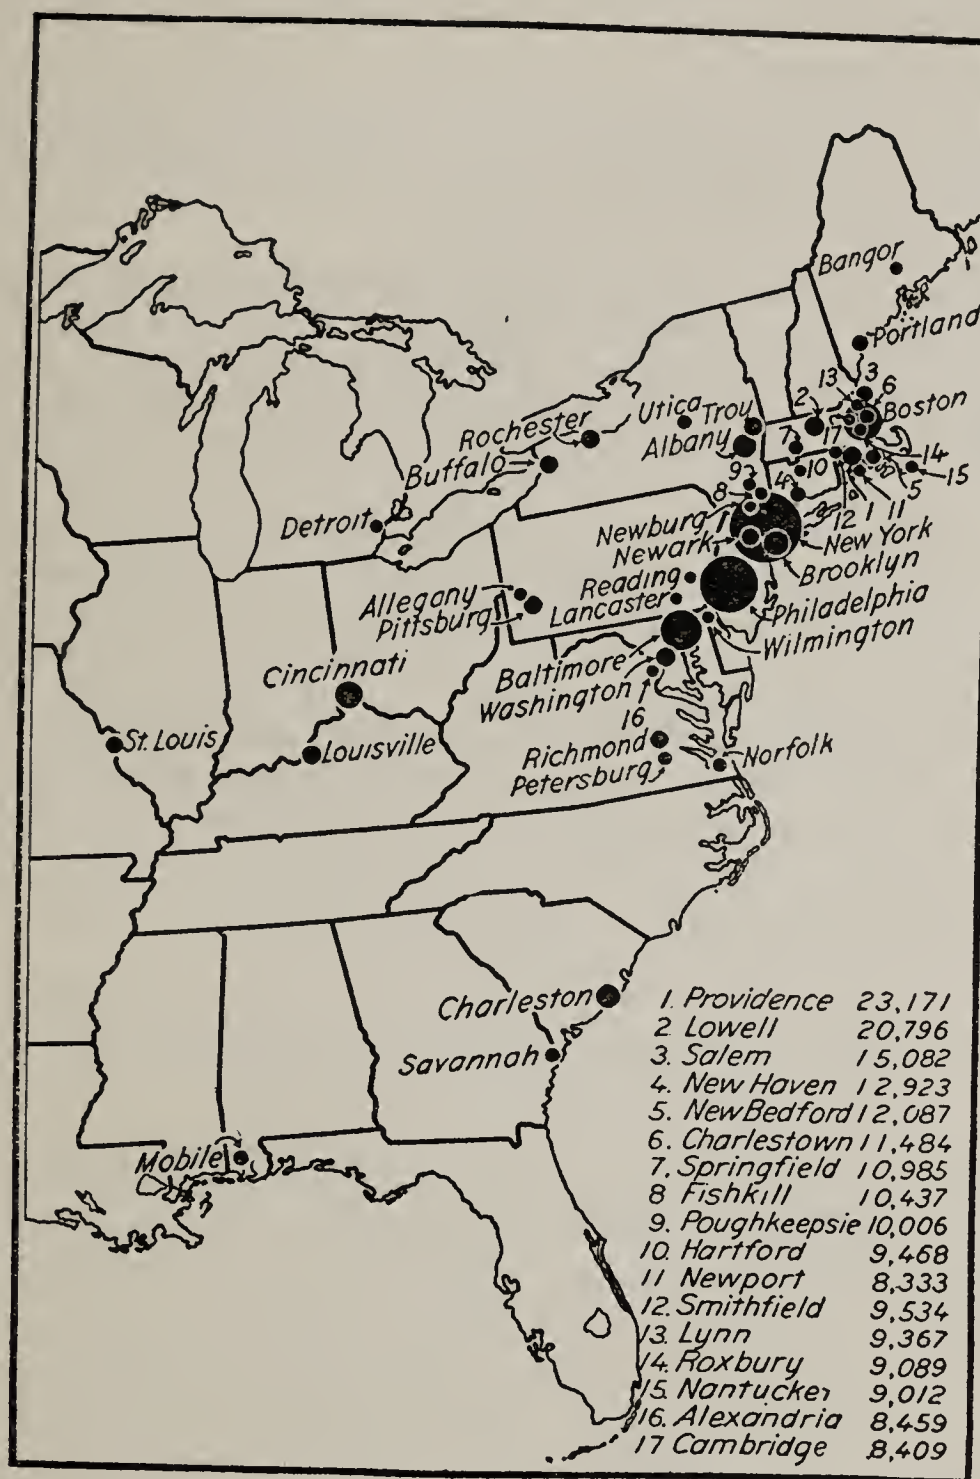 Bangor
Portland
13 3 6
2
Boston
Utica Troy
Rochester
Albany
7
17
14
15
Buffalo
9
10
5
8 4
12 1 11
Detroit
Newburg
New York
Newark
Brooklyn
Reading
Allegany
Lancaster
Philadelphia
Pittsburg
Wilmington
Baltimore
Cincinnati
Washington
16
St. Louis
Louisville
Richmond
Norfolk
Petersburg
Charleston
Savannah
Mobile
1. Providence 23,171
2 Lowell 20,796
3. Salem 15,082
4. New Haven 12,923
5. New Bedford 12,087
6. Charlestown 11,484
7. Springfield 10,985
8 Fishkill 10,437
9. Poughkeepsie 10,006
10. Hartford 9,468
11 Newport 8,333
12. Smithfield 9,534
13. Lynn 9,367
14. Roxbury 9,089
15. Nantucket 9,012
16. Alexandria 8,459
17 Cambridge 8,409